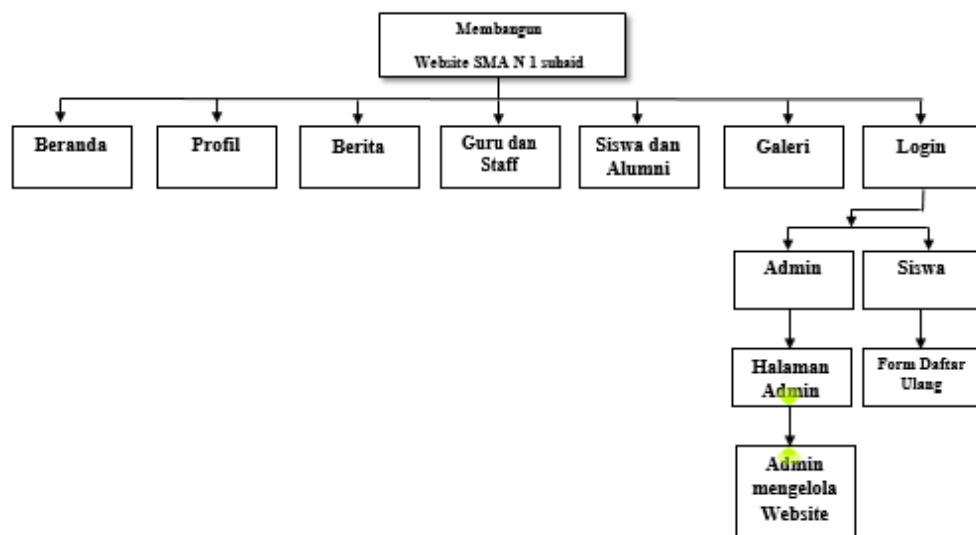 Membangun
Website SMA N 1 suhaid
Beranda
Profil
Berita
Guru dan
Staff
Siswa dan
Alumni
Galeri
Login
Admin
Siswa
Halaman
Admin
Form Daftar
Ulang
Admin
mengelola
Website